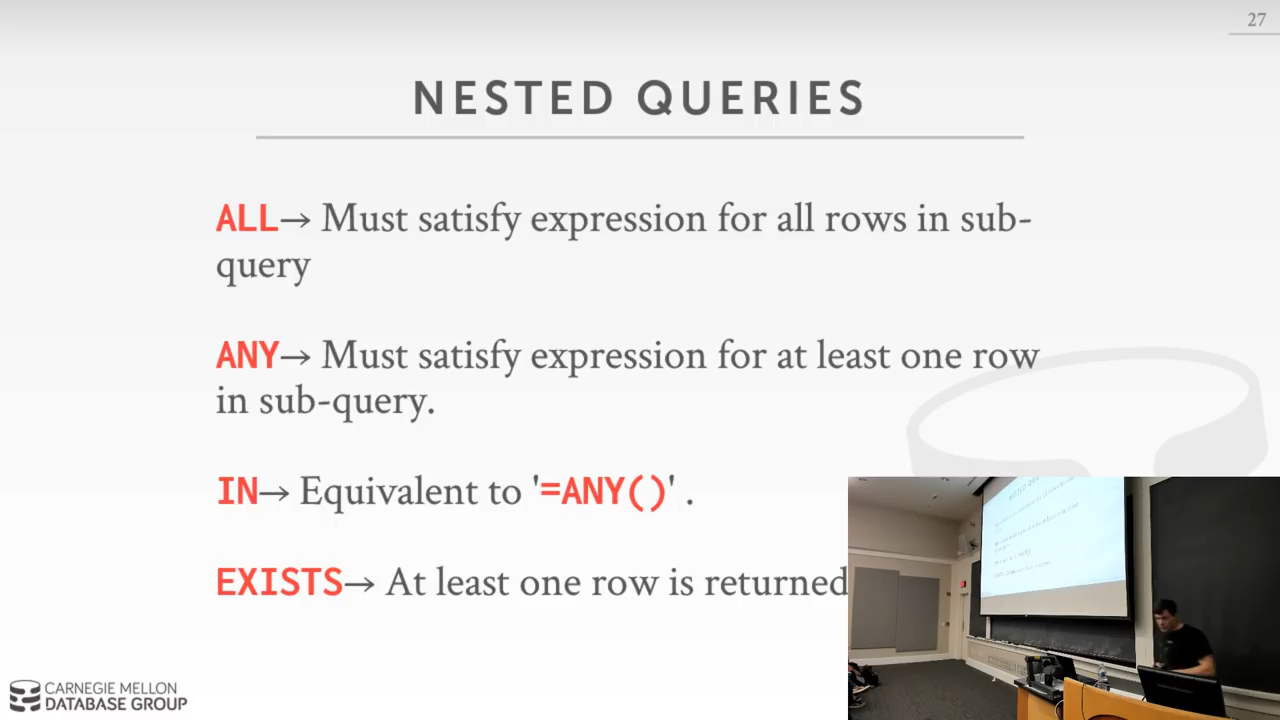 27
NESTED QUERIES
ALL→ Must satisfy expression for all rows in sub-
query
ANY→ Must satisfy expression for at least one row
in sub-query.
IN→ Equivalent to '=ANY()' .
EXISTS→ At least one row is returned
CARNEGIE MELLON
DATABASE GROUP